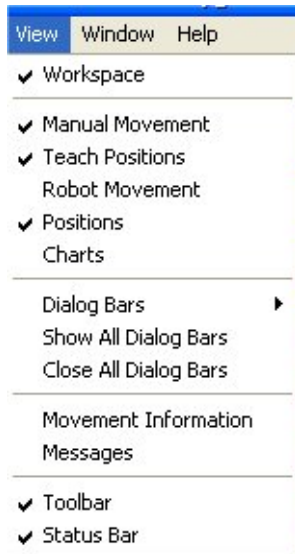 View Window Help
Workspace
Manual Movement
Teach Positions
Robot Movement
Positions
Charts
Dialog Bars
Show All Dialog Bars
Close All Dialog Bars
Movement Information
Messages
Toolbar
Status Bar